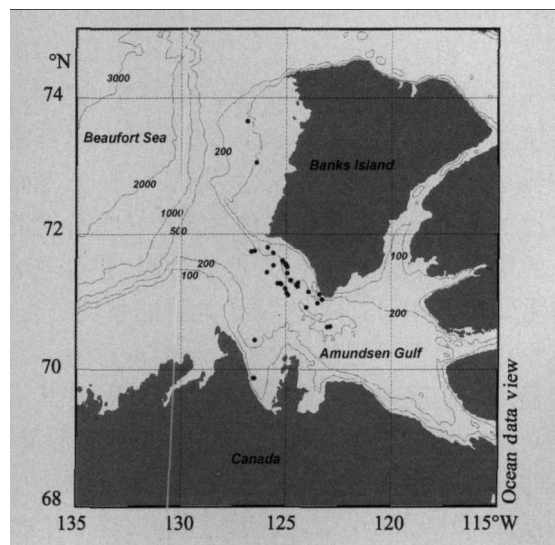 °N
3000
74
Beaufort Sea
200
Banks Island
2000
1000
500
72
200
100
100
200
70
Amundsen Gulf
Canada
68
135
130
125
120
115°W
Ocean data view